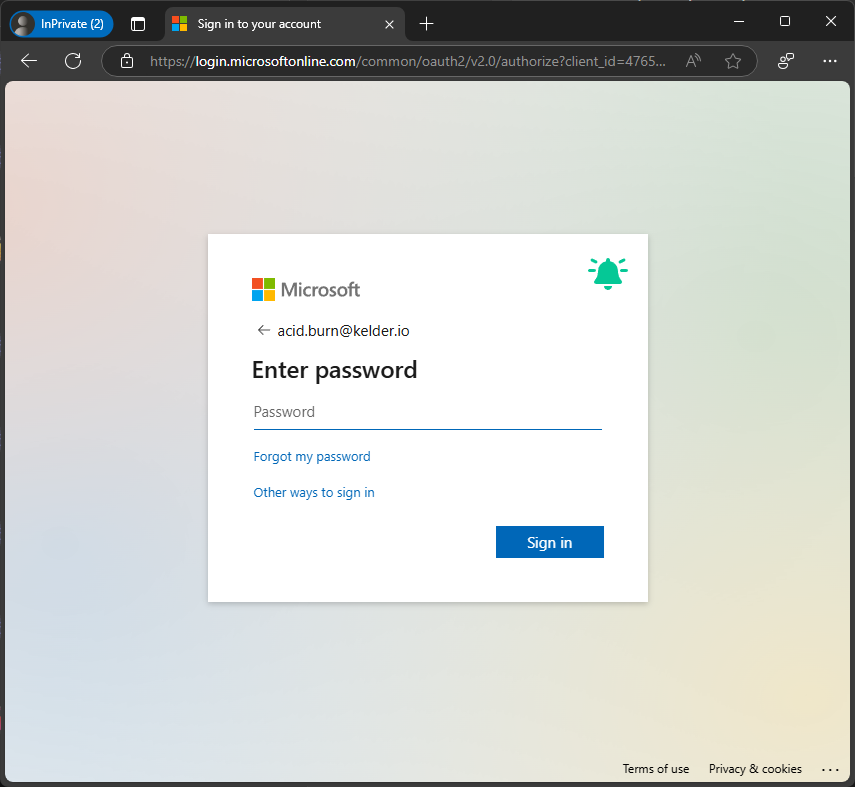 InPrivate (2)
Sign in to your account
https://login.microsoftonline.com/common/oauth2/v2.0/authorize?client_id=4765...
Microsoft
acid.burn@kelder.io
Enter password
Password
Forgot my password
Other ways to sign in
Sign in
Terms of use Privacy & cookies ...